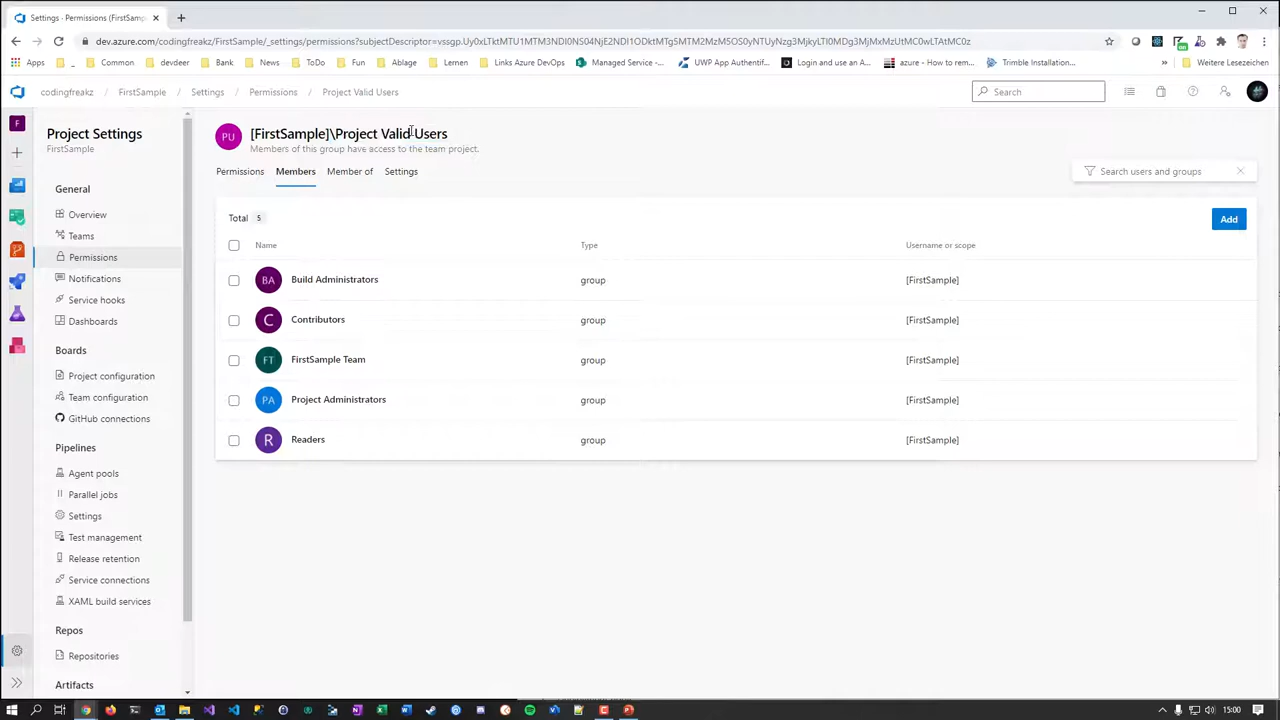 Settings · Permissions (FirstSamp
dev.azure.com/codingfreakz/FirstSample/_settings/permissions?subjectDescriptor=vssgp.
Apps
Common
devdeer
Bank
News
ToDo
Fun
Ablage
Lernen
Links Azure DevOps
Managed Service -...
UWP App Authentif...
Login and use an A...
azure - How to rem...
Trimble Installation...
»
Weitere Lesezeichen
codingfreakz
FirstSample
Settings
Permissions
Project Valid Users
Search
F
Project Settings
FirstSample
General
Overview
Teams
Permissions
Notifications
Service hooks
Dashboards
Boards
Project configuration
Team configuration
GitHub connections
Pipelines
Agent pools
Parallel jobs
Settings
Test management
Release retention
Service connections
XAML build services
Repos
Repositories
Artifacts
PU
[FirstSample]\Project Valid Users
Members of this group have access to the team project.
Permissions
Members
Member of
Settings
Search users and groups
Total 5
Add
Name Type Username or scope
BA Build Administrators group [FirstSample]
C Contributors group [FirstSample]
FT FirstSample Team group [FirstSample]
PA Project Administrators group [FirstSample]
R Readers group [FirstSample]
15:00